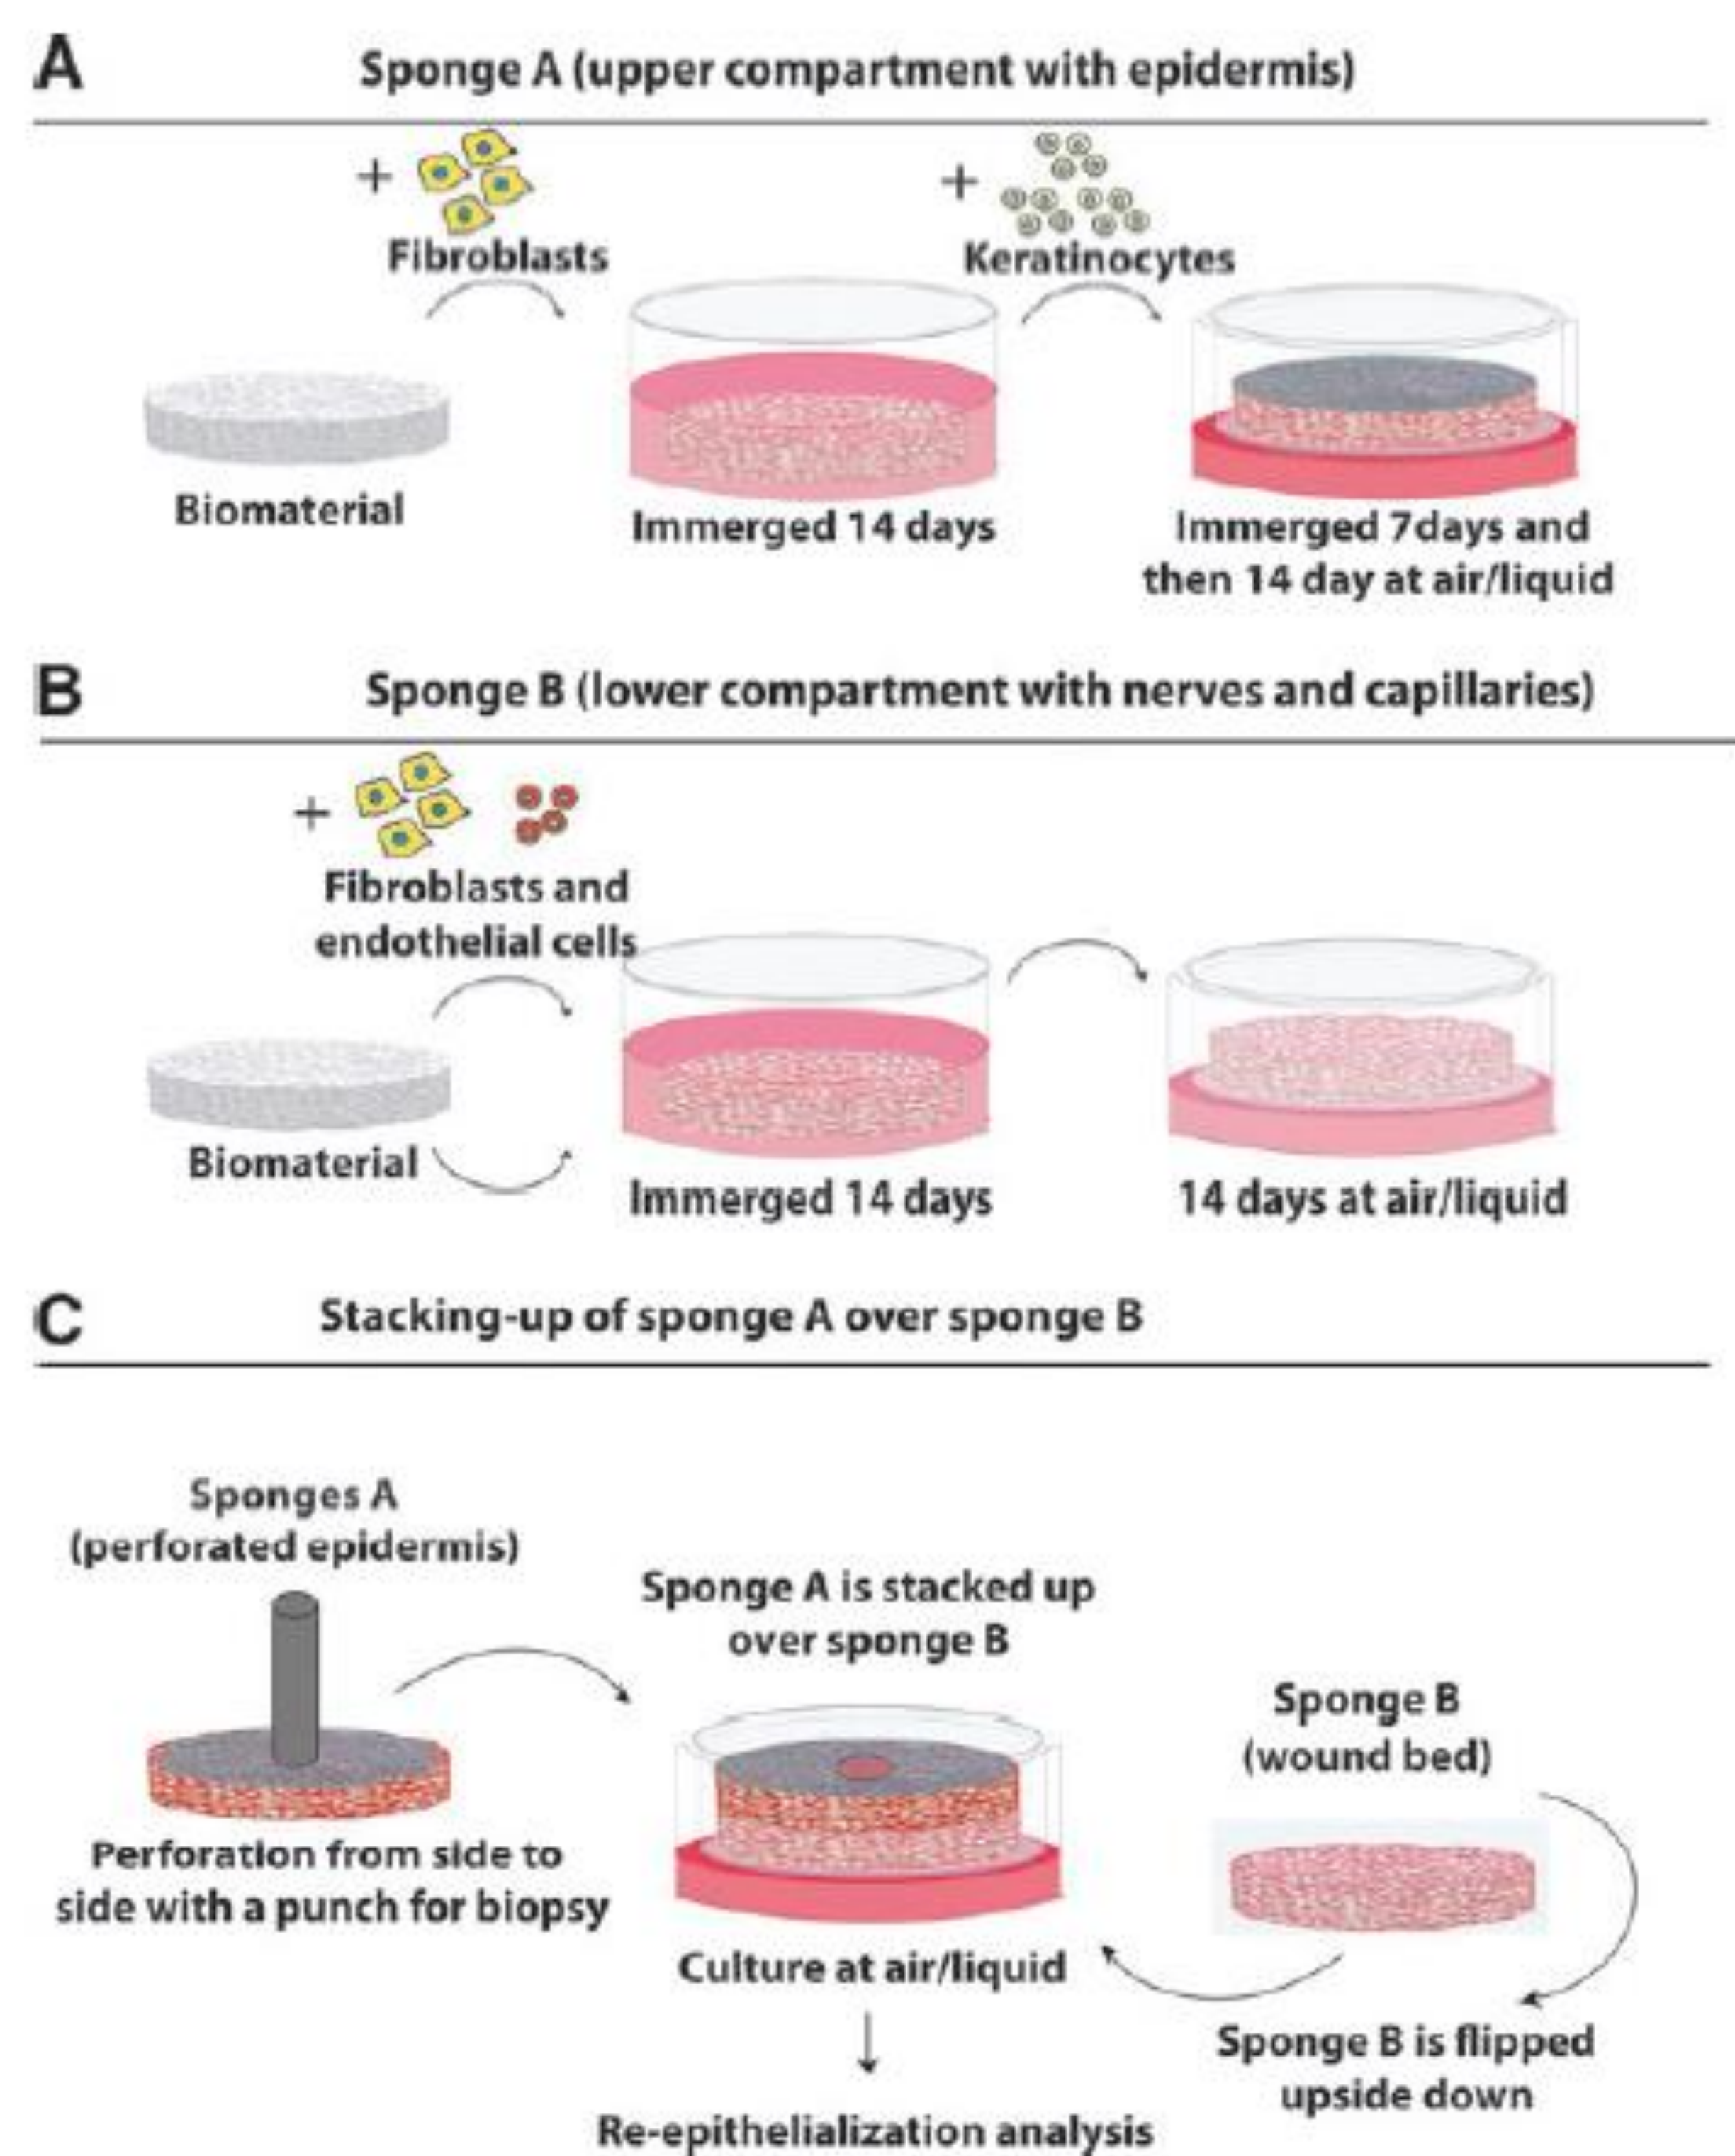 A
Sponge A (upper compartment with epidermis)
+
Fibroblasts
+
Keratinocytes
Biomaterial
Immerged 14 days
Immerged 7days and
then 14 day at air/liquid
B
Sponge B (lower compartment with nerves and capillaries)
+
Fibroblasts and
endothelial cells
Biomaterial
Immerged 14 days
14 days at air/liquid
C
Stacking-up of sponge A over sponge B
Sponges A
(perforated epidermis)
Perforation from side to
side with a punch for biopsy
Sponge A is stacked up
over sponge B
Culture at air/liquid
Sponge B
(wound bed)
Sponge B is flipped
upside down
Re-epithelialization analysis